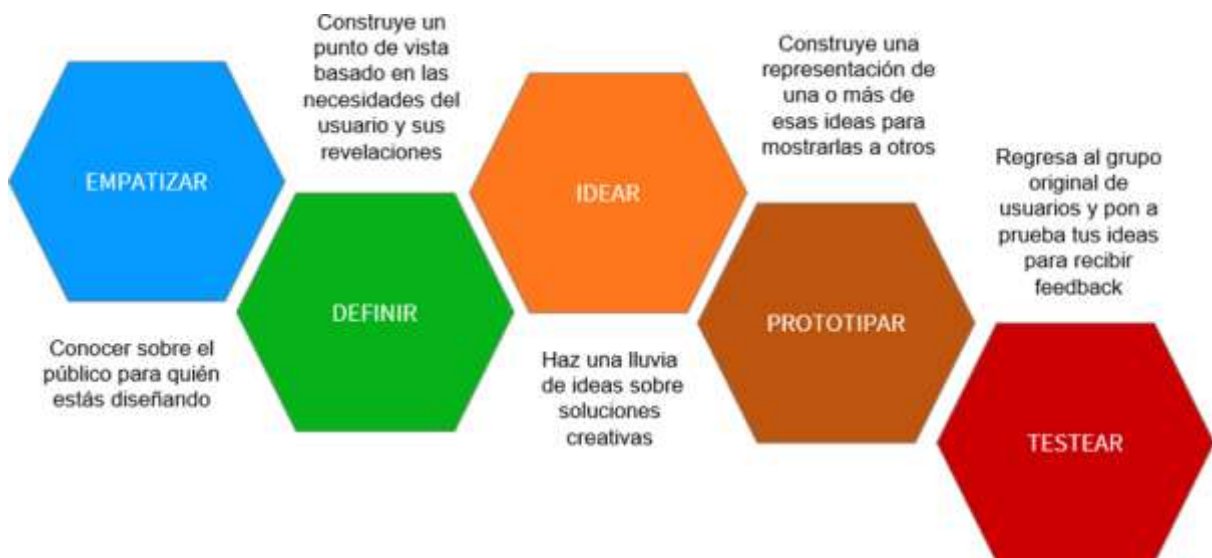 EMPATIZAR
Conocer sobre el
público para quién
estás diseñando
Construye un
punto de vista
basado en las
necesidades del
usuario y sus
revelaciones
DEFINIR
IDEAR
Haz una lluvia
de ideas sobre
soluciones
creativas
Construye una
representación de
una o más de
esas ideas para
mostrarlas a otros
PROTOTIPAR
Regresa al grupo
original de
usuarios y pon a
prueba tus ideas
para recibir
feedback
TESTEAR